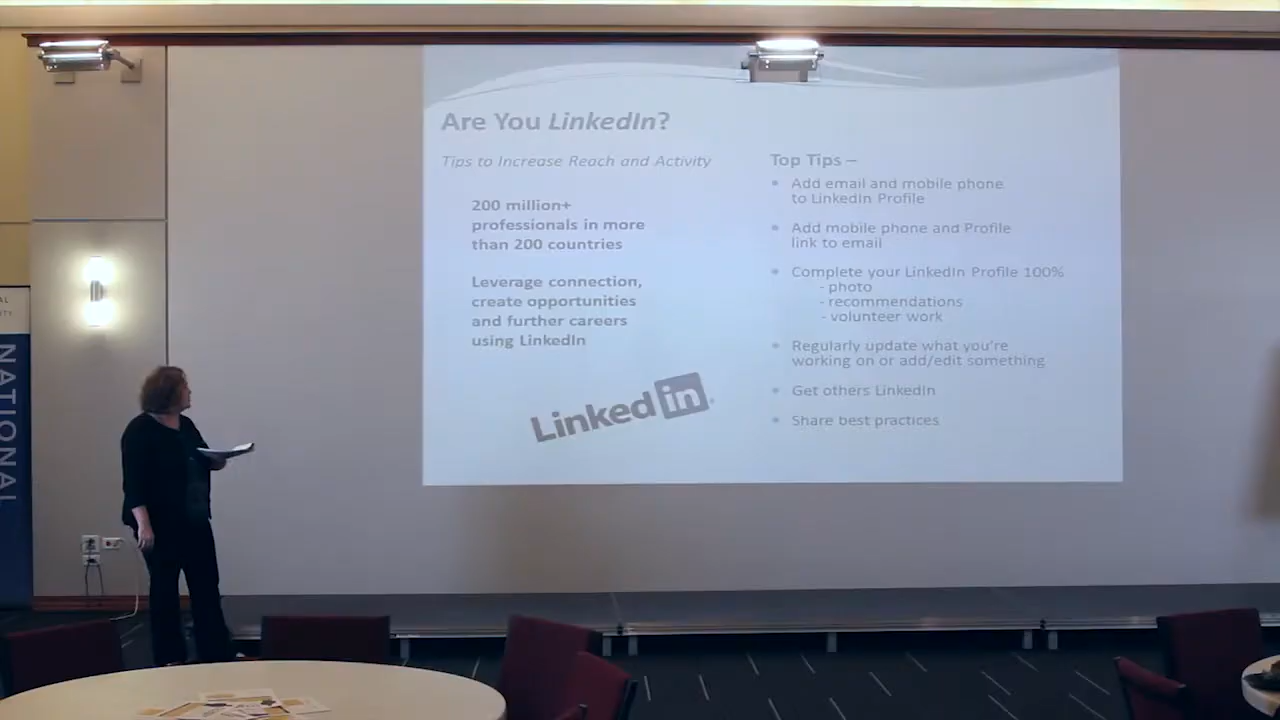 Are You LinkedIn?
Tips to Increase Reach and Activity
200 million+
professionals in more
than 200 countries
Leverage connection,
create opportunities
and further careers
using LinkedIn
Linked in
Top Tips –
• Add email and mobile phone
to LinkedIn Profile
• Add mobile phone and Profile
link to email
• Complete your LinkedIn Profile 100%
- photo
- recommendations
- volunteer work
• Regularly update what you're
working on or add/edit something
• Get others LinkedIn
• Share best practices
NATIONAL